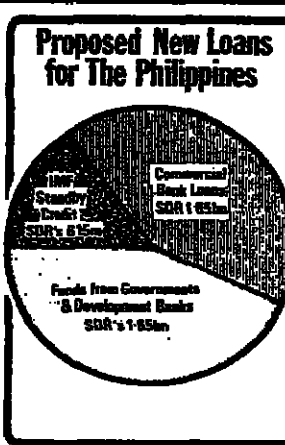 Proposed New Loans
for The Philippines
IMF
Standby
Credit
SDR's 615m
Commercial
Bank Loans
SDR 1·65bn
Funds from Governments
& Development Banks
SDR's 1·65bn